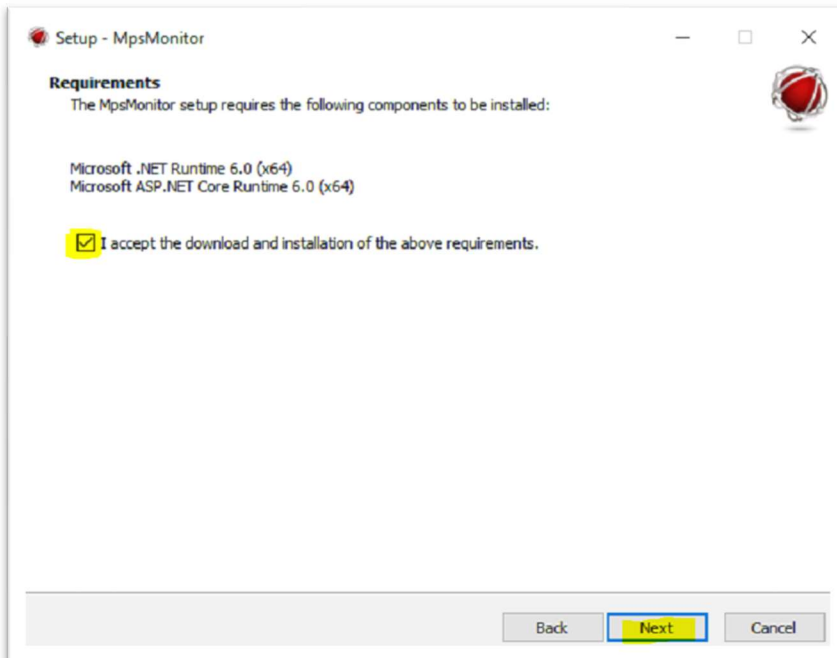 Setup - MpsMonitor
Requirements
The MpsMonitor setup requires the following components to be installed:
Microsoft .NET Runtime 6.0 (x64)
Microsoft ASP.NET Core Runtime 6.0 (x64)
I accept the download and installation of the above requirements.
Back Next Cancel